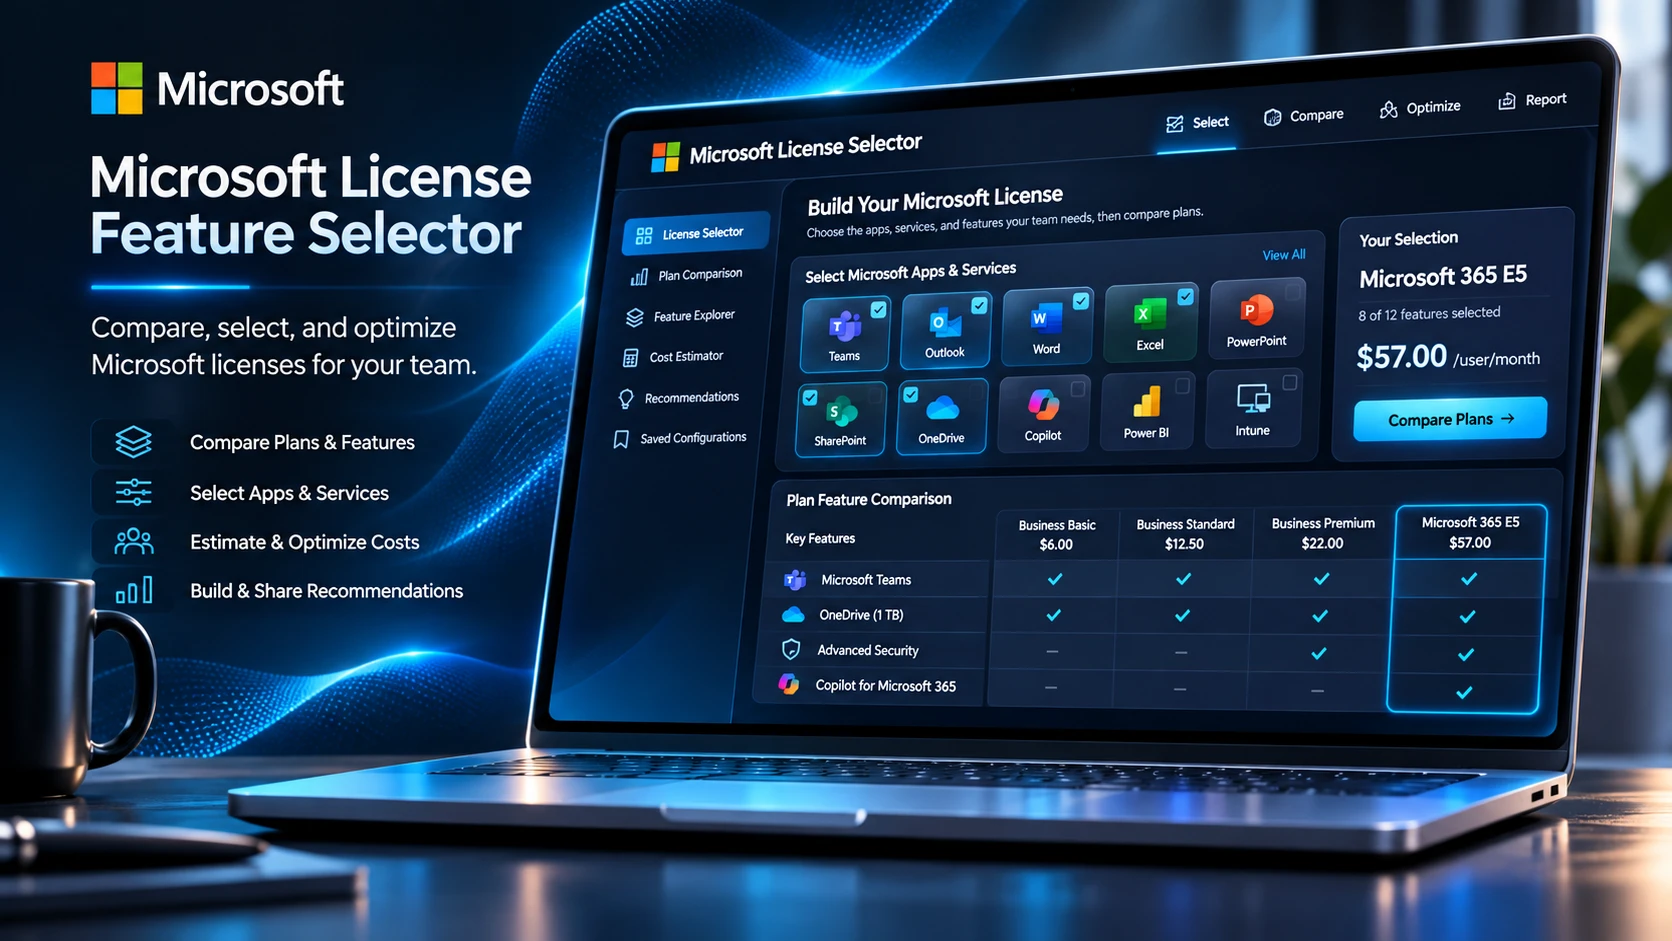 Microsoft
Microsoft License
Feature Selector
Compare, select, and optimize
Microsoft licenses for your team.
Compare Plans & Features
Select Apps & Services
Estimate & Optimize Costs
Build & Share Recommendations
Microsoft License Selector
Select
Compare
Optimize
Report
License Selector
Plan Comparison
Feature Explorer
Cost Estimator
Recommendations
Saved Configurations
Build Your Microsoft License
Choose the apps, services, and features your team needs, then compare plans.
Select Microsoft Apps & Services
View All
Teams
Outlook
Word
Excel
PowerPoint
SharePoint
OneDrive
Copilot
Power BI
Intune
Your Selection
Microsoft 365 E5
8 of 12 features selected
$57.00 /user/month
Compare Plans →
Plan Feature Comparison
Key Features
Business Basic
$6.00
Business Standard
$12.50
Business Premium
$22.00
Microsoft 365 E5
$57.00
Microsoft Teams
OneDrive (1 TB)
Advanced Security
Copilot for Microsoft 365